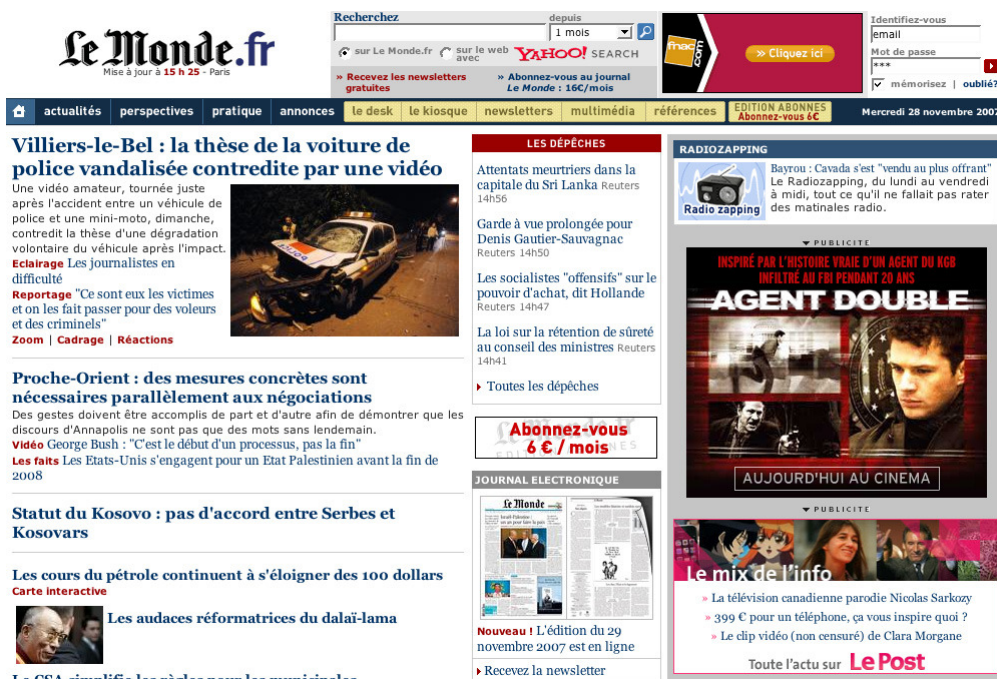 Le Monde.fr
Mise à jour à 15 h 25 - Paris
Recherchez
depuis
1 mois
sur Le Monde.fr
sur le web avec
YAHOO! SEARCH
» Recevez les newsletters gratuites
» Abonnez-vous au journal
Le Monde : 16€/mois
fnac.com
» Cliquez ici
Identifiez-vous
email
Mot de passe
***
mémorisez | oublié?
actualités perspectives pratique annonces le desk le kiosque newsletters multimédia références EDITION ABONNES
Abonnez-vous 6€
Mercredi 28 novembre 2007
Villiers-le-Bel : la thèse de la voiture de
police vandalisée contredite par une vidéo
Une vidéo amateur, tournée juste
après l'accident entre un véhicule de
police et une mini-moto, dimanche,
contredit la thèse d'une dégradation
volontaire du véhicule après l'impact.
Eclairage Les journalistes en
difficulté
Reportage "Ce sont eux les victimes
et on les fait passer pour des voleurs
et des criminels"
Zoom | Cadrage | Réactions
Proche-Orient : des mesures concrètes sont
nécessaires parallèlement aux négociations
Des gestes doivent être accomplis de part et d'autre afin de démontrer que les
discours d'Annapolis ne sont pas que des mots sans lendemain.
Vidéo George Bush : "C'est le début d'un processus, pas la fin"
Les faits Les Etats-Unis s'engagent pour un Etat Palestinien avant la fin de
2008
Statut du Kosovo : pas d'accord entre Serbes et
Kosovars
Les cours du pétrole continuent à s'éloigner des 100 dollars
Carte interactive
Les audaces réformatrices du dalaï-lama
Le CSA simplifie les règles pour les municipales
LES DÉPÊCHES
Attentats meurtriers dans la
capitale du Sri Lanka Reuters
14h56
Garde à vue prolongée pour
Denis Gautier-Sauvagnac
Reuters 14h50
Les socialistes "offensifs" sur le
pouvoir d'achat, dit Hollande
Reuters 14h47
La loi sur la rétention de sûreté
au conseil des ministres Reuters
14h41
Toutes les dépêches
Abonnez-vous
6 € / mois
JOURNAL ELECTRONIQUE
Le Monde
Nouveau ! L'édition du 29
novembre 2007 est en ligne
Recevez la newsletter
RADIOZAPPING
Radio zapping
Bayrou : Cavada s'est "vendu au plus offrant"
Le Radiozapping, du lundi au vendredi
à midi, tout ce qu'il ne fallait pas rater
des matinales radio.
PUBLICITE
INSPIRÉ PAR L'HISTOIRE VRAIE D'UN AGENT DU KGB
INFILTRÉ AU FBI PENDANT 20 ANS
AGENT DOUBLE
AUJOURD'HUI AU CINEMA
PUBLICITE
Le mix de l'info
» La télévision canadienne parodie Nicolas Sarkozy
» 399 € pour un téléphone, ça vous inspire quoi ?
» Le clip vidéo (non censuré) de Clara Morgane
Toute l'actu sur Le Post